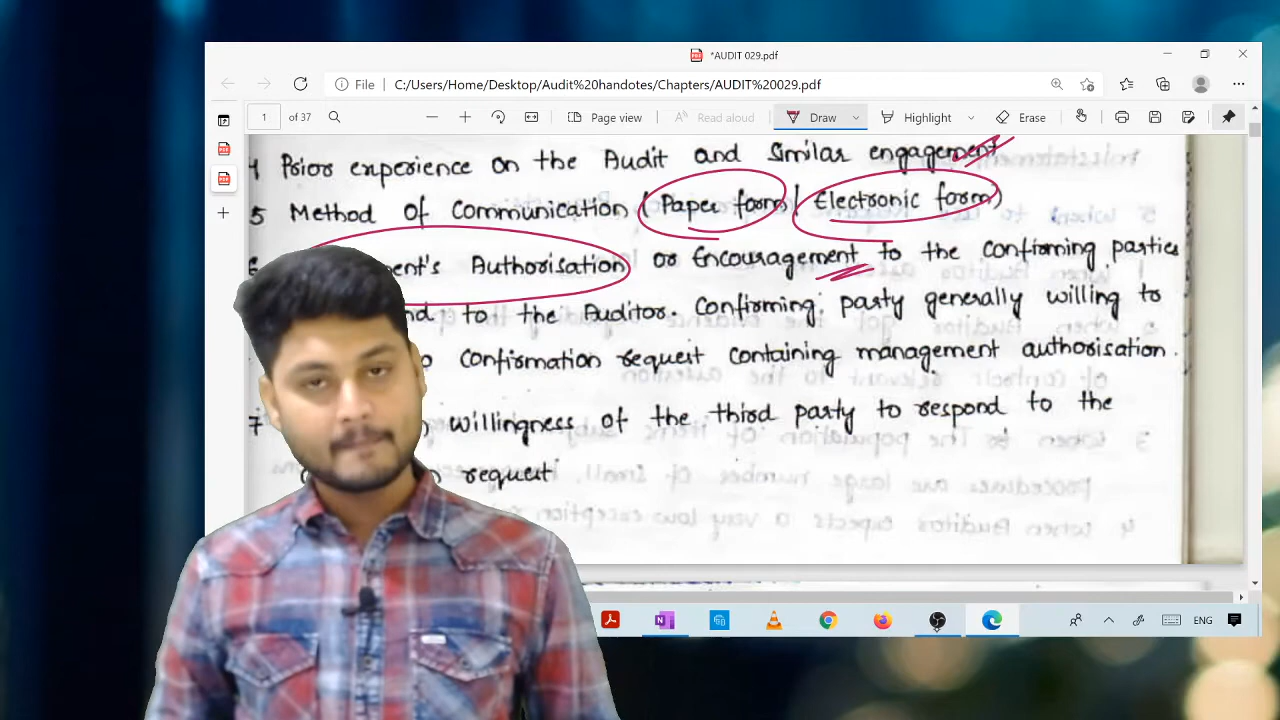 *AUDIT 029.pdf
File | C:/Users/Home/Desktop/Audit%20handotes/Chapters/AUDIT%20029.pdf
1 of 37 Page view Read aloud Draw Highlight Erase
4 Prior experience on the Audit and Similar engagement
5 Method of Communication (Paper form/Electronic form)
ent's Authorisation or Encouragement to the confirming parties
nd to the Auditor. Confirming party generally willing to
o confirmation request containing management authorisation.
7 willingness of the third party to respond to the
request
ENG